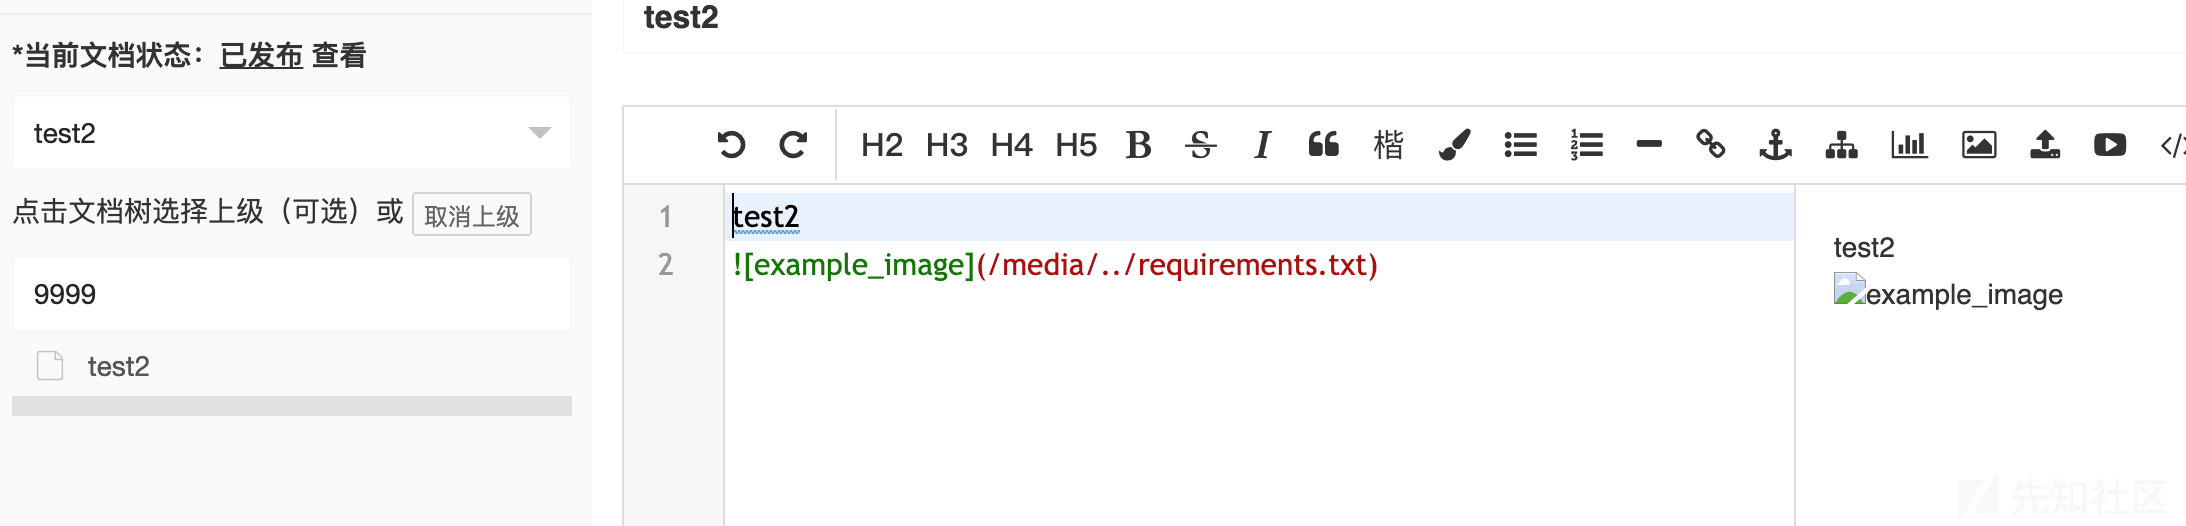 *当前文档状态：已发布 查看
test2
点击文档树选择上级（可选）或 取消上级
9999
test2
test2
H2 H3 H4 H5 B S I 楷
1 test2
2 ![example_image](/media/../requirements.txt)
test2
example_image
先知社区